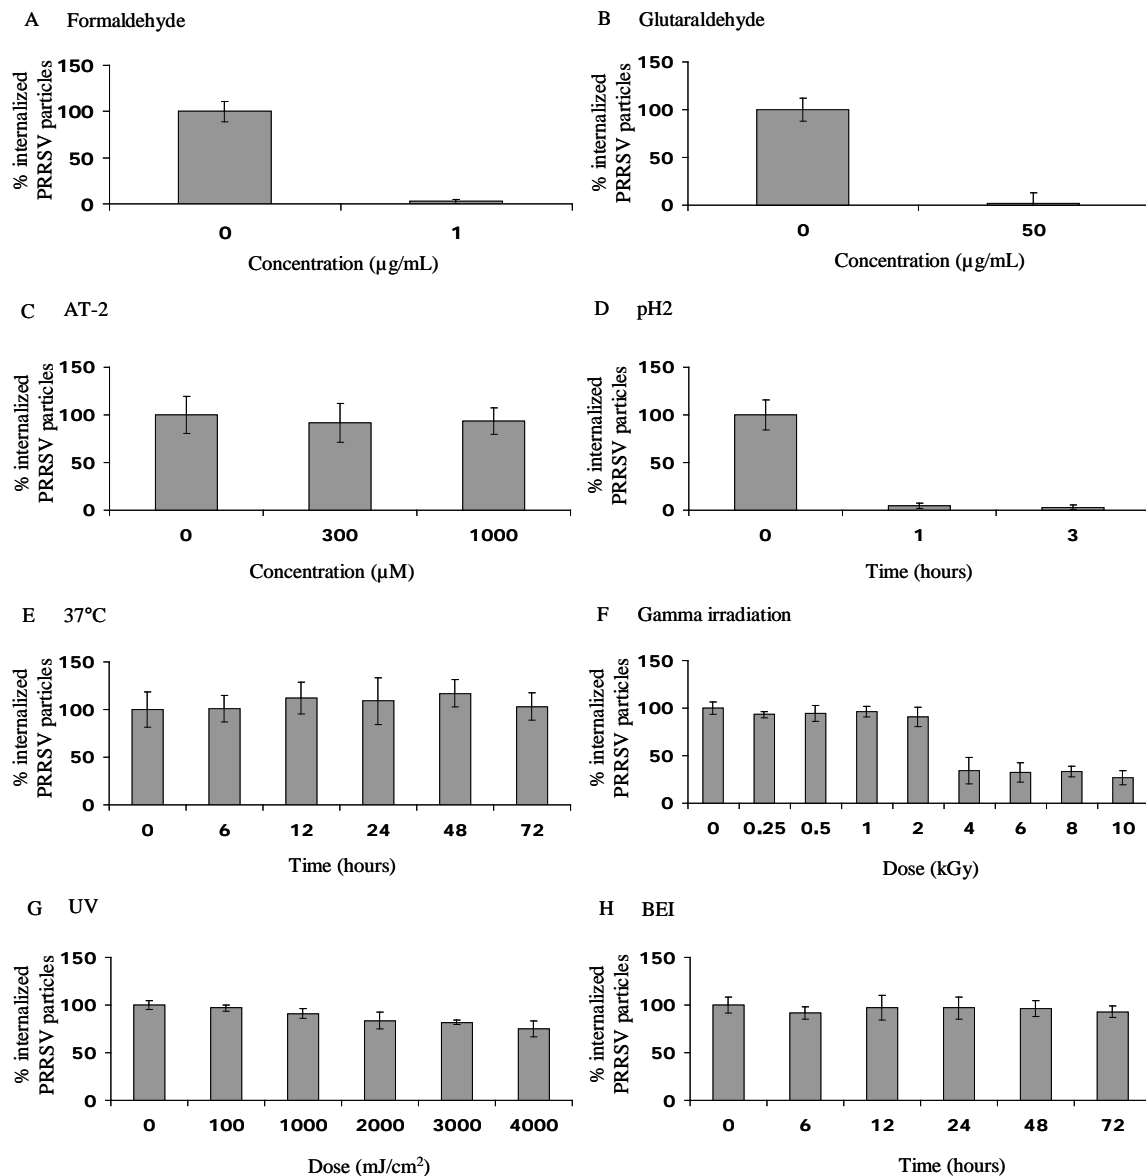 A Formaldehyde
% internalized
PRRSV particles
150
100
50
0
0 1
Concentration (µg/mL)
B Glutaraldehyde
% internalized
PRRSV particles
150
100
50
0
0 50
Concentration (µg/mL)
C AT-2
% internalized
PRRSV particles
150
100
50
0
0 300 1000
Concentration (µM)
D pH2
% internalized
PRRSV particles
150
100
50
0
0 1 3
Time (hours)
E 37°C
% internalized
PRRSV particles
150
100
50
0
0 6 12 24 48 72
Time (hours)
F Gamma irradiation
% internalized
PRRSV particles
150
100
50
0
0 0.25 0.5 1 2 4 6 8 10
Dose (kGy)
G UV
% internalized
PRRSV particles
150
100
50
0
0 100 1000 2000 3000 4000
Dose (mJ/cm²)
H BEI
% internalized
PRRSV particles
150
100
50
0
0 6 12 24 48 72
Time (hours)